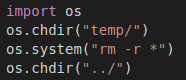 import os
os.chdir("temp/")
os.system("rm -r *")
os.chdir("../")